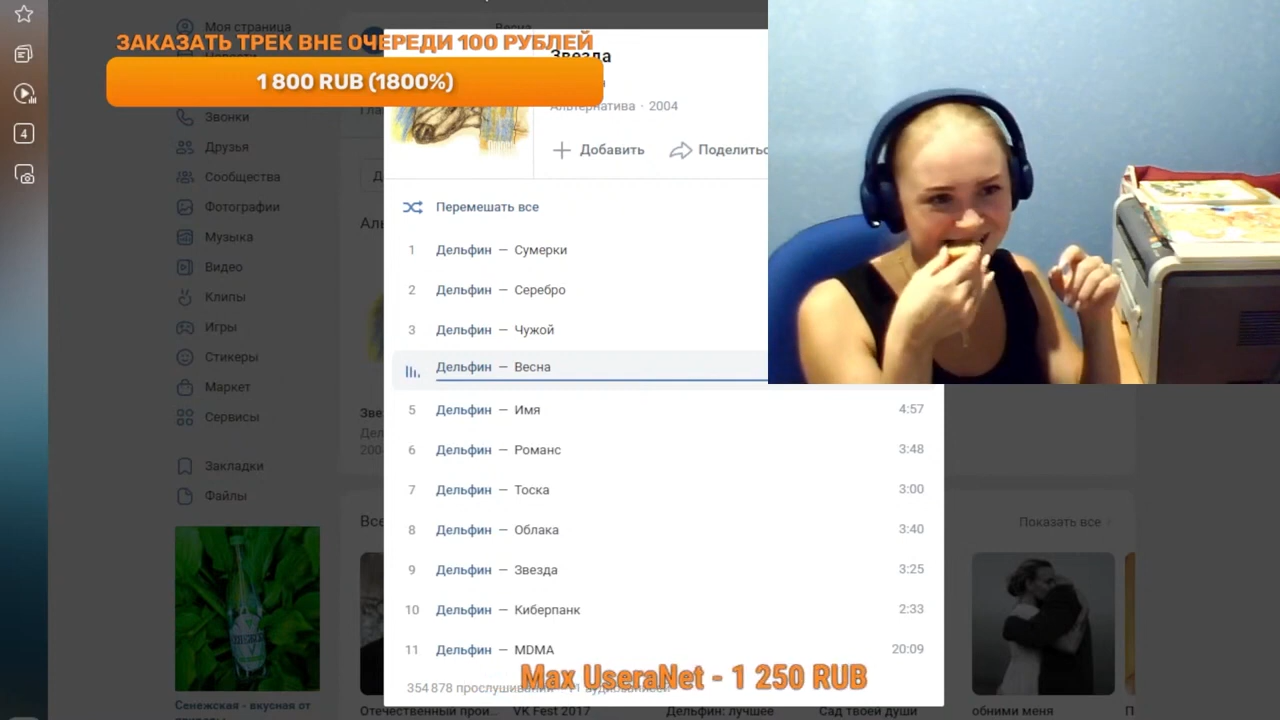 Моя страница
Весна
ЗАКАЗАТЬ ТРЕК ВНЕ ОЧЕРЕДИ 100 РУБЛЕЙ
1 800 RUB (1800%)
Звезда
Альтернатива · 2004
4
Звонки
Друзья
Сообщества
Фотографии
Музыка
Видео
Клипы
Игры
Стикеры
Маркет
Сервисы
Закладки
Файлы
Добавить
Поделиться
Перемешать все
1 Дельфин — Сумерки
2 Дельфин — Серебро
3 Дельфин — Чужой
Дельфин — Весна
5 Дельфин — Имя 4:57
6 Дельфин — Романс 3:48
7 Дельфин — Тоска 3:00
8 Дельфин — Облака 3:40
9 Дельфин — Звезда 3:25
10 Дельфин — Киберпанк 2:33
11 Дельфин — MDMA 20:09
Max UseraNet - 1 250 RUB
354 878 прослушиваний
Показать все
Сенежская - вкусная от
Отечественный прои...
VK Fest 2017
Дельфин: лучшее
Сад твоей души
обними меня